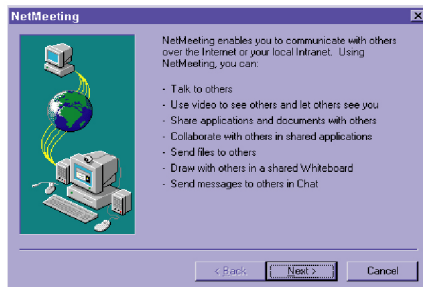 NetMeeting
NetMeeting enables you to communicate with others
over the Internet or your local Intranet. Using
NetMeeting, you can:
- Talk to others
- Use video to see others and let others see you
- Share applications and documents with others
- Collaborate with others in shared applications
- Send files to others
- Draw with others in a shared Whiteboard
- Send messages to others in Chat
< Back Next > Cancel